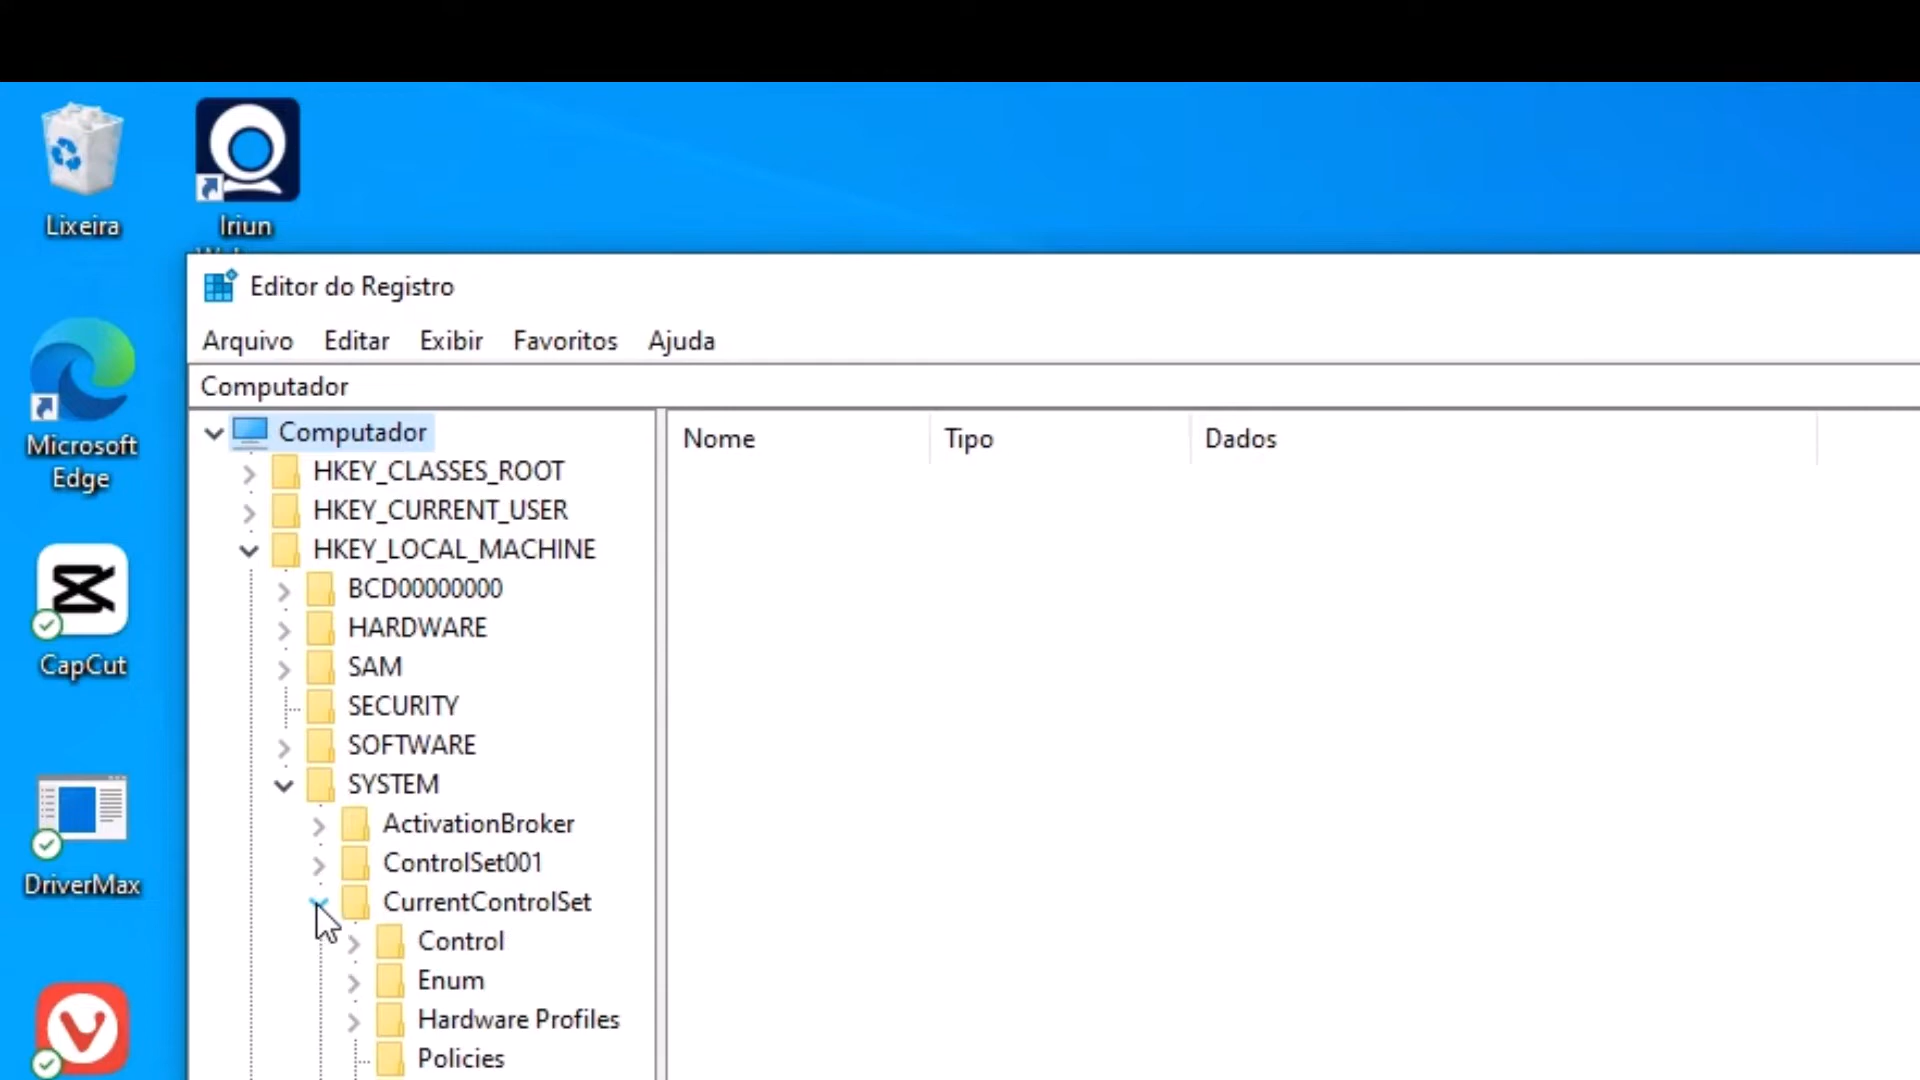 Lixeira
Iriun
Microsoft
Edge
CapCut
DriverMax
Editor do Registro
Arquivo Editar Exibir Favoritos Ajuda
Computador
Computador
HKEY_CLASSES_ROOT
HKEY_CURRENT_USER
HKEY_LOCAL_MACHINE
BCD00000000
HARDWARE
SAM
SECURITY
SOFTWARE
SYSTEM
ActivationBroker
ControlSet001
CurrentControlSet
Control
Enum
Hardware Profiles
Policies
Nome Tipo Dados